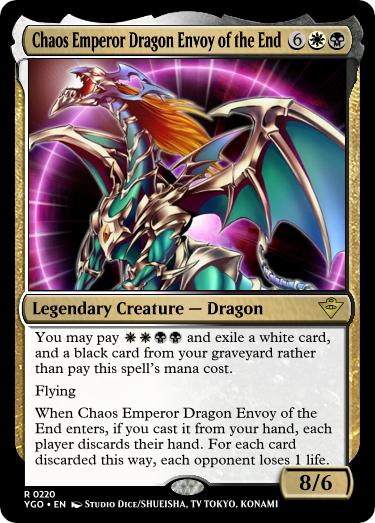 Chaos Emperor Dragon Envoy of the End 6
Legendary Creature — Dragon
You may pay and exile a white card,
and a black card from your graveyard rather
than pay this spell's mana cost.
Flying
When Chaos Emperor Dragon Envoy of the
End enters, if you cast it from your hand, each
player discards their hand. For each card
discarded this way, each opponent loses 1 life.
8/6
R 0220
YGO • EN Studio Dice/SHUEISHA, TV TOKYO, KONAMI